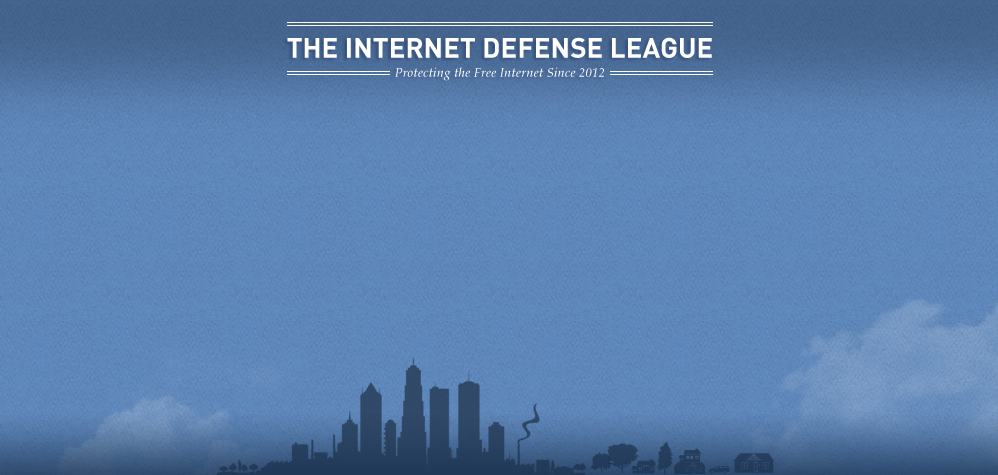 THE INTERNET DEFENSE LEAGUE
Protecting the Free Internet Since 2012